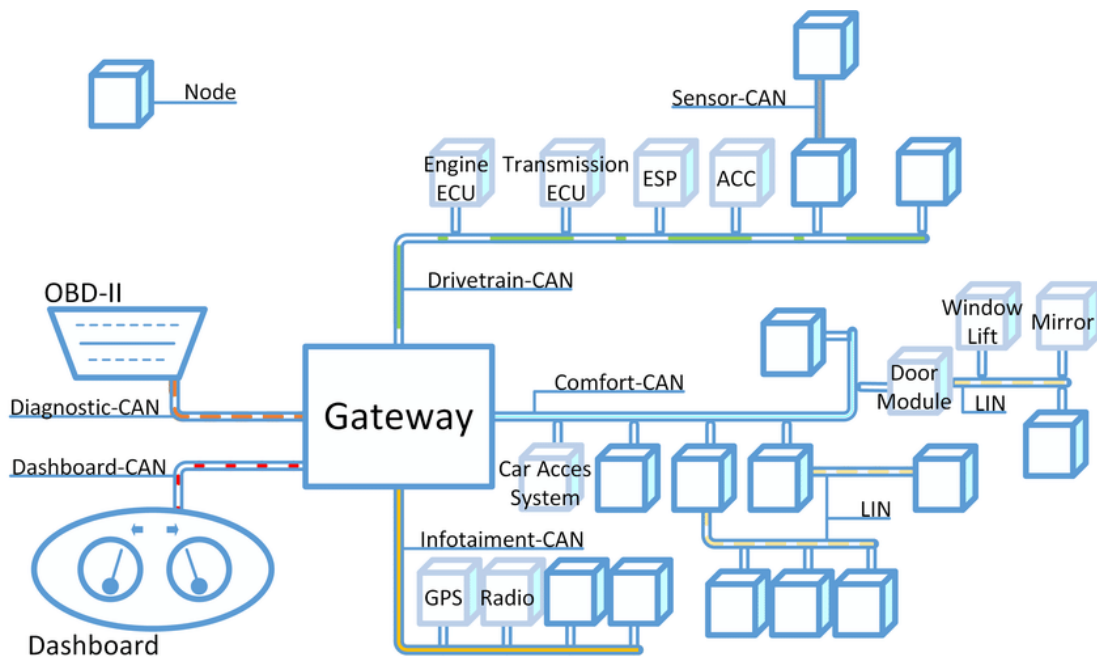 Node
Sensor-CAN
Engine
ECU
Transmission
ECU
ESP
ACC
Drivetrain-CAN
OBD-II
Window
Lift
Mirror
Door
Module
LIN
Comfort-CAN
Gateway
Diagnostic-CAN
Dashboard-CAN
Car Acces
System
LIN
Infotaiment-CAN
GPS
Radio
Dashboard